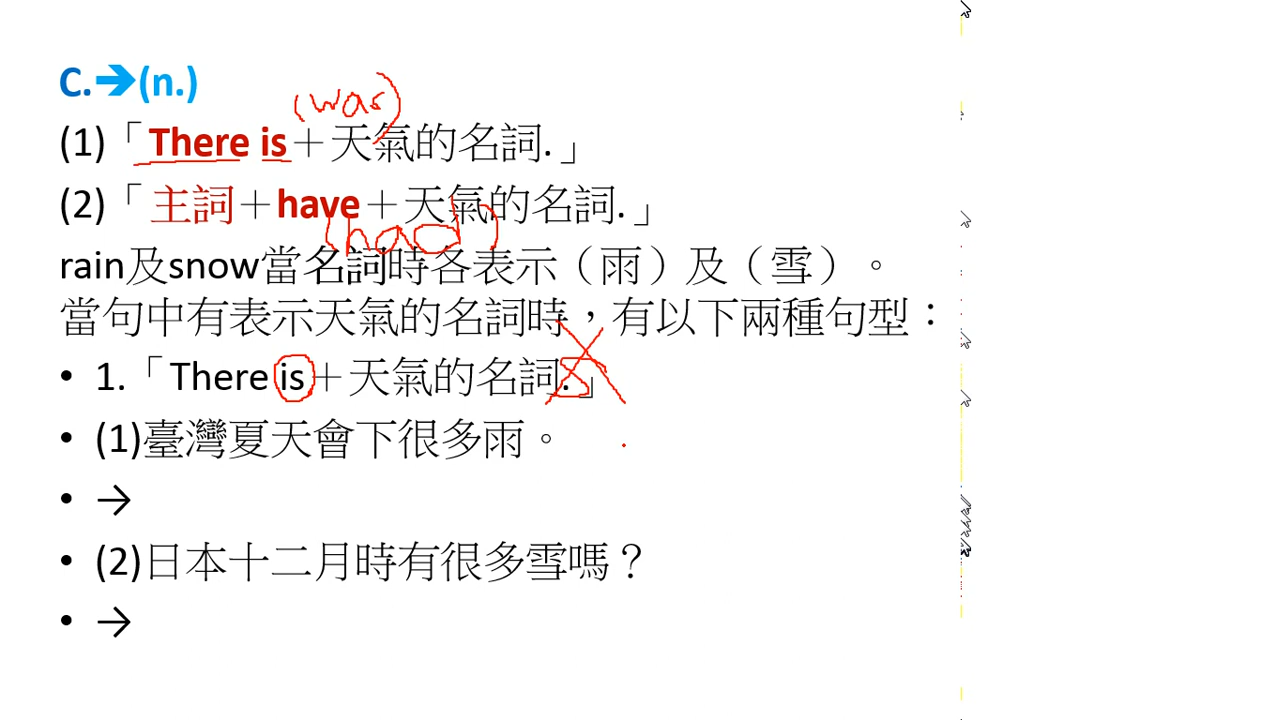 C.➔(n.)
(was)
(1)「There is＋天氣的名詞.」
(2)「主詞＋have＋天氣的名詞.」
(had)
rain及snow當名詞時各表示（雨）及（雪）。
當句中有表示天氣的名詞時，有以下兩種句型：
• 1.「There is＋天氣的名詞.」
• (1)臺灣夏天會下很多雨。
• →
• (2)日本十二月時有很多雪嗎？
• →